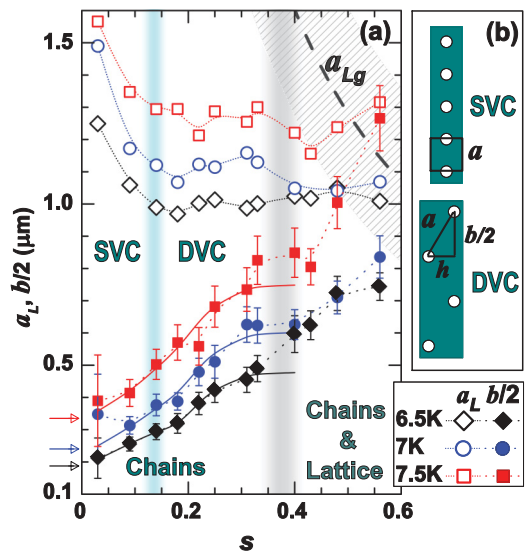 (a)
(b)
a_Lg
SVC
DVC
Chains
Chains
&
Lattice
1.5
1.0
0.5
0.1
a_L, b/2 (μm)
0.0
0.2
0.4
0.6
s
SVC
a
a
b/2
h
DVC
a_L b/2
6.5K
7K
7.5K